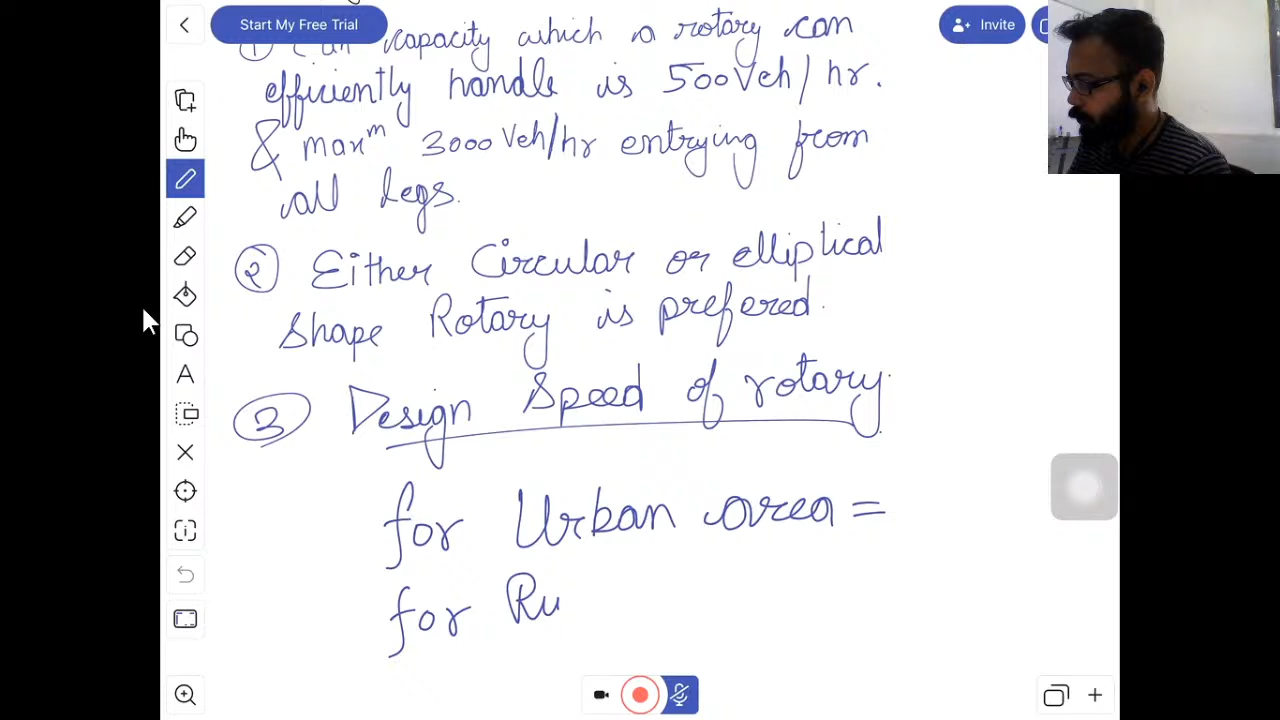 Start My Free Trial
Invite
capacity which a rotary can
efficiently handle is 500 Veh/hr.
& maxm 3000 Veh/hr entrying from
all legs.
② Either Circular or elliptical
shape Rotary is prefered.
③ Design Speed of rotary.
for Urban area =
for Ru